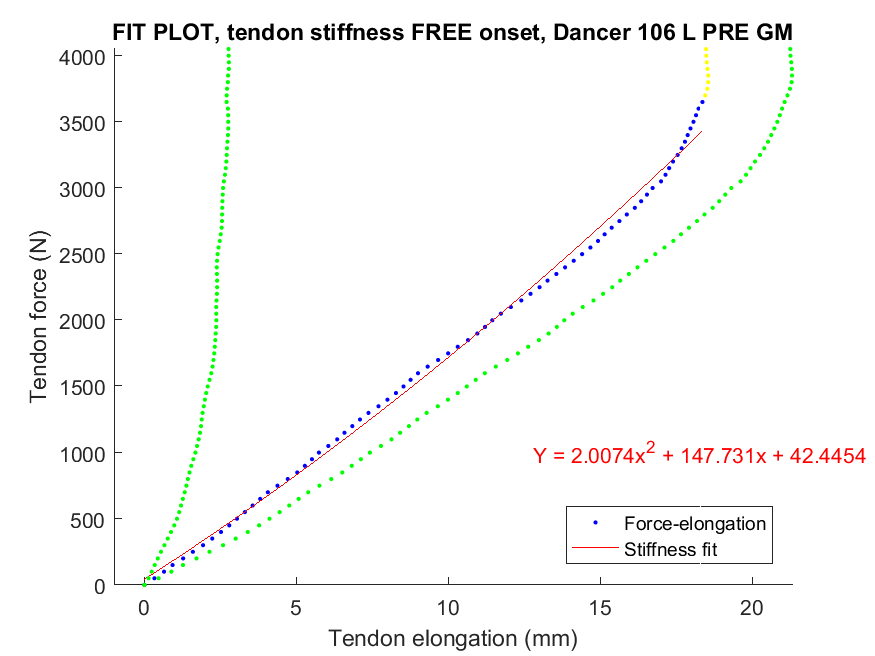 FIT PLOT, tendon stiffness FREE onset, Dancer 106 L PRE GM
4000
3500
3000
2500
2000
1500
1000
500
0
Tendon force (N)
Y = 2.0074x² + 147.731x + 42.4454
Force-elongation
Stiffness fit
0 5 10 15 20
Tendon elongation (mm)